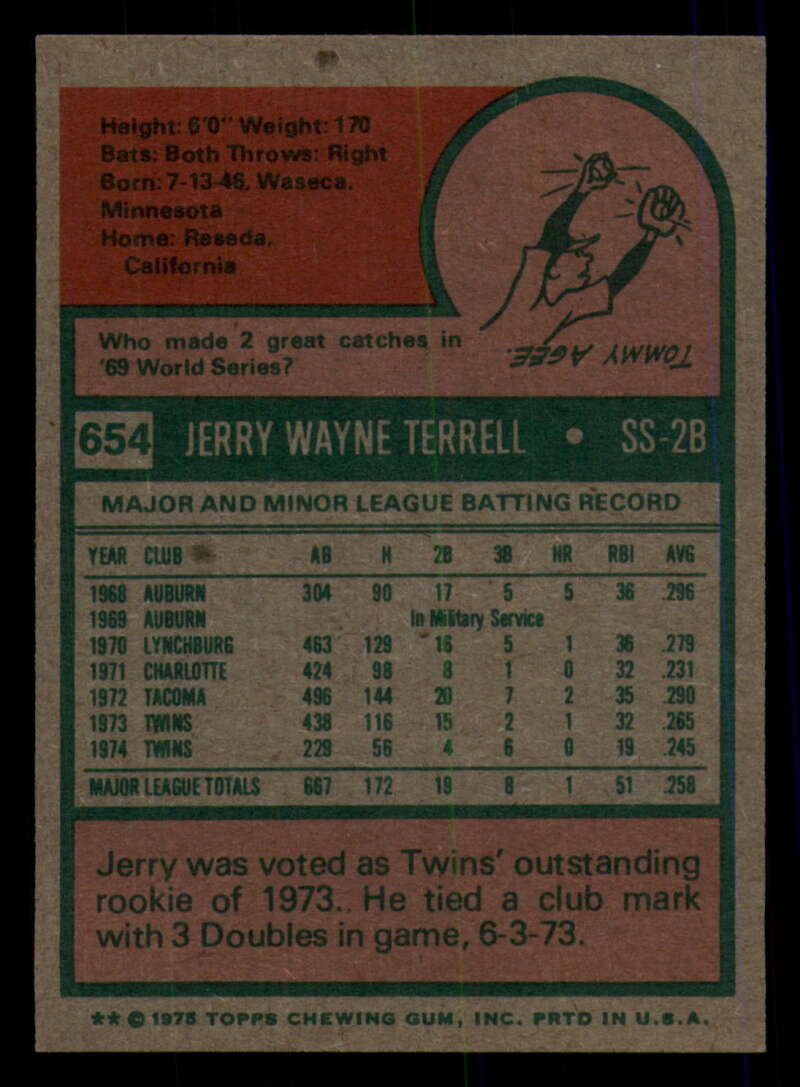 Height: 6'0" Weight: 170
Bats: Both Throws: Right
Born: 7-13-46, Waseca,
Minnesota
Home: Reseda,
California
Who made 2 great catches in
'69 World Series?
TOMMY AGEE.
654 JERRY WAYNE TERRELL • SS-2B
MAJOR AND MINOR LEAGUE BATTING RECORD
YEAR CLUB AB H 2B 3B HR RBI AVG
1968 AUBURN 304 90 17 5 5 36 .296
1969 AUBURN In Military Service
1970 LYNCHBURG 463 129 16 5 1 36 .279
1971 CHARLOTTE 424 98 8 1 0 32 .231
1972 TACOMA 496 144 20 7 2 35 .290
1973 TWINS 438 116 15 2 1 32 .265
1974 TWINS 229 56 4 6 0 19 .245
MAJOR LEAGUE TOTALS 667 172 19 8 1 51 .258
Jerry was voted as Twins' outstanding
rookie of 1973. He tied a club mark
with 3 Doubles in game, 6-3-73.
** © 1975 TOPPS CHEWING GUM, INC. PRTD IN U.S.A.